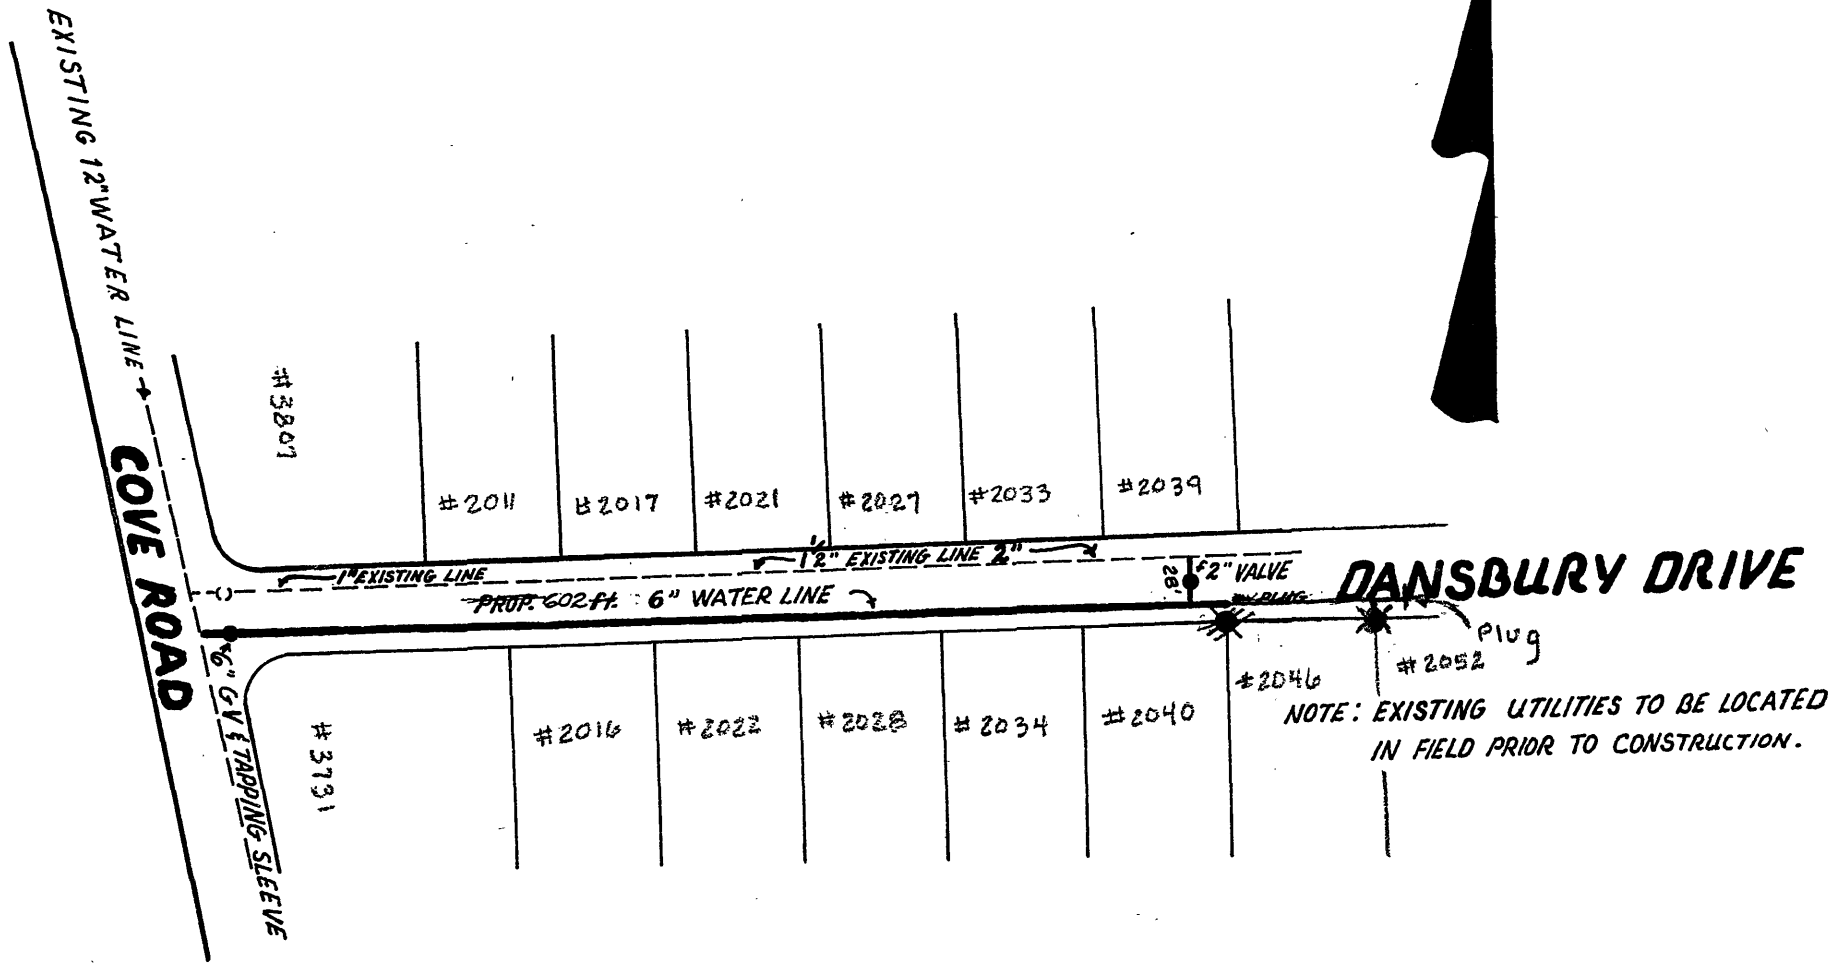 EXISTING 12" WATER LINE
COVE ROAD
#3807
#2011
#2017
#2021
#2027
#2033
#2039
1" EXISTING LINE
1 1/2" EXISTING LINE 2"
PROP. 602 ft. : 6" WATER LINE
28'
2" VALVE
DANSBURY DRIVE
PLUG
Plug
6" G.V. & TAPPING SLEEVE
#3731
#2016
#2022
#2028
#2034
#2040
#2046
#2052
NOTE: EXISTING UTILITIES TO BE LOCATED
IN FIELD PRIOR TO CONSTRUCTION.